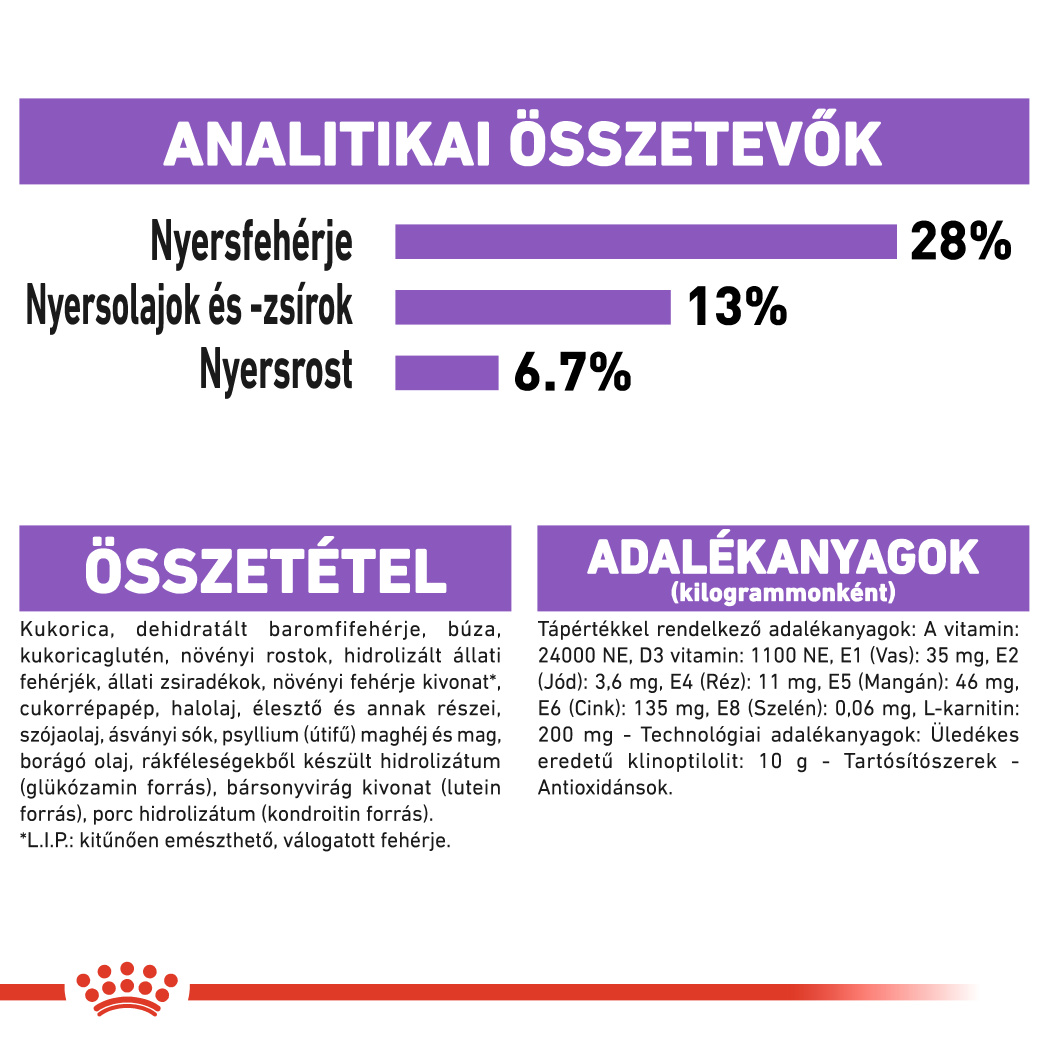 ANALITIKAI ÖSSZETEVŐK
Nyersfehérje 28%
Nyersolajok és -zsírok 13%
Nyersrost 6.7%
ÖSSZETÉTEL
Kukorica, dehidratált baromfifehérje, búza,
kukoricaglutén, növényi rostok, hidrolizált állati
fehérjék, állati zsiradékok, növényi fehérje kivonat*,
cukorrépapép, halolaj, élesztő és annak részei,
szójaolaj, ásványi sók, psyllium (útifű) maghéj és mag,
borágó olaj, rákféleségekből készült hidrolizátum
(glükózamin forrás), bársonyvirág kivonat (lutein
forrás), porc hidrolizátum (kondroitin forrás).
*L.I.P.: kitűnően emészthető, válogatott fehérje.
ADALÉKANYAGOK
(kilogrammonként)
Tápértékkel rendelkező adalékanyagok: A vitamin:
24000 NE, D3 vitamin: 1100 NE, E1 (Vas): 35 mg, E2
(Jód): 3,6 mg, E4 (Réz): 11 mg, E5 (Mangán): 46 mg,
E6 (Cink): 135 mg, E8 (Szelén): 0,06 mg, L-karnitin:
200 mg - Technológiai adalékanyagok: Üledékes
eredetű klinoptilolit: 10 g - Tartósítószerek -
Antioxidánsok.